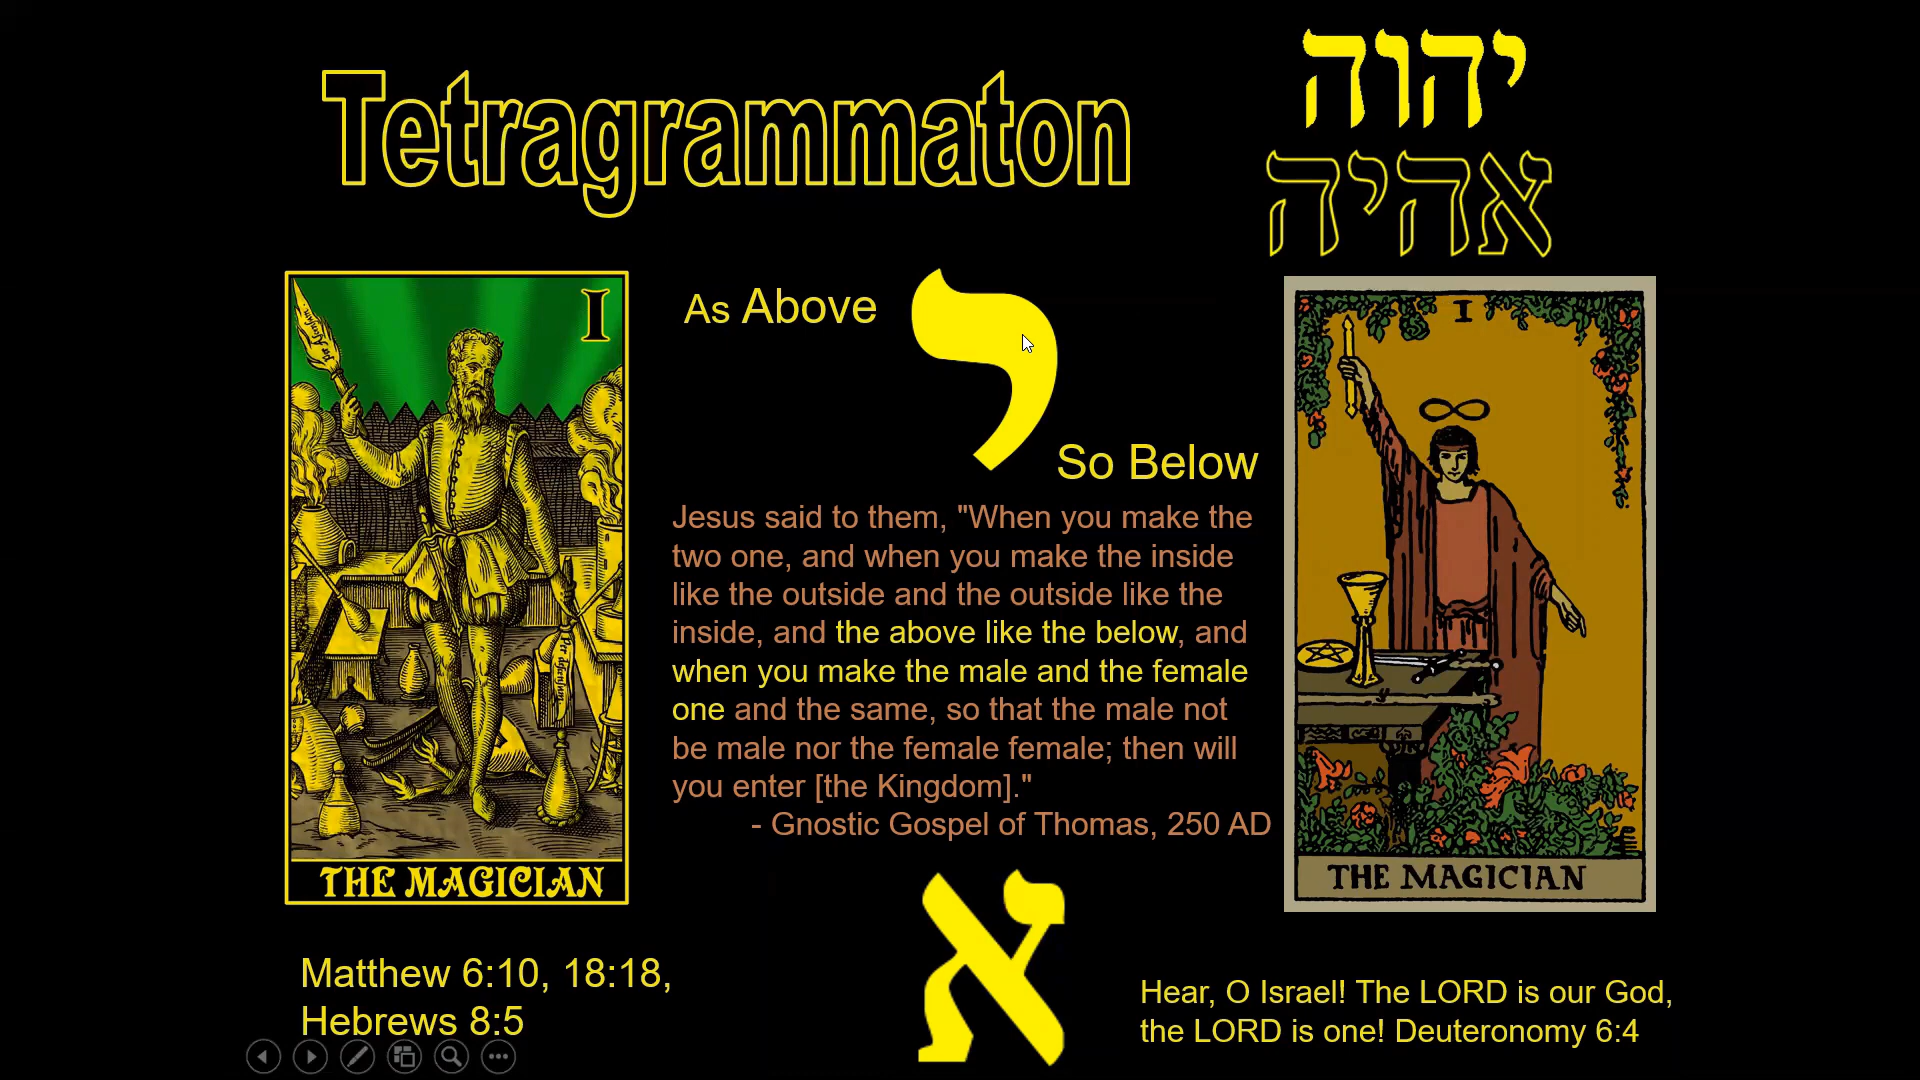 Tetragrammaton
יהוה
אהיה
As Above
י
So Below
I
THE MAGICIAN
Jesus said to them, "When you make the
two one, and when you make the inside
like the outside and the outside like the
inside, and the above like the below, and
when you make the male and the female
one and the same, so that the male not
be male nor the female female; then will
you enter [the Kingdom]."
- Gnostic Gospel of Thomas, 250 AD
I
THE MAGICIAN
Matthew 6:10, 18:18,
Hebrews 8:5
א
Hear, O Israel! The LORD is our God,
the LORD is one! Deuteronomy 6:4